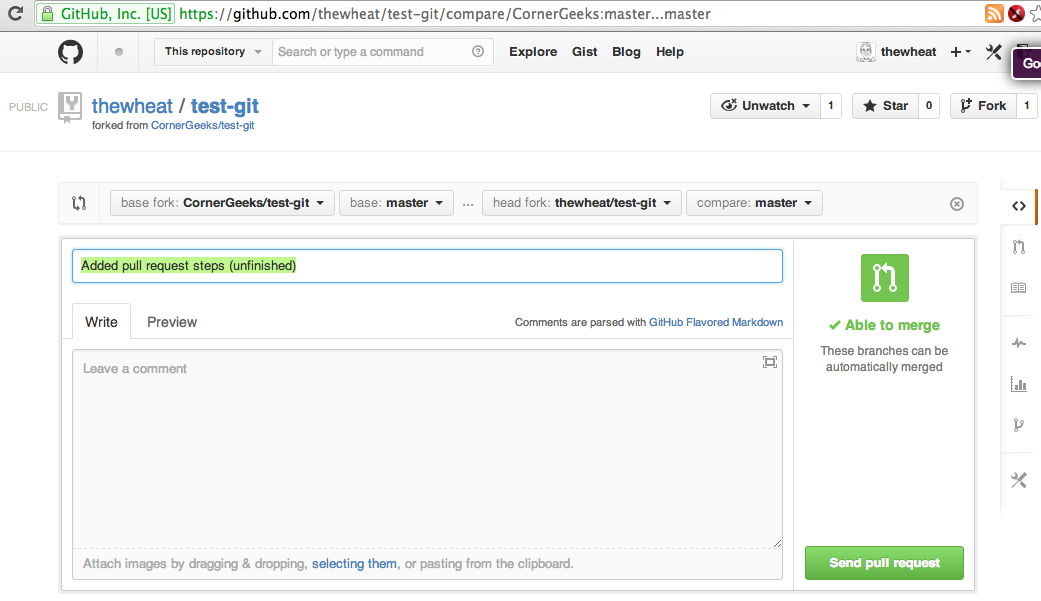 GitHub, Inc. [US] https://github.com/thewheat/test-git/compare/CornerGeeks:master...master
This repository Search or type a command Explore Gist Blog Help thewheat
Goo
PUBLIC thewheat / test-git Unwatch 1 Star 0 Fork 1
forked from CornerGeeks/test-git
base fork: CornerGeeks/test-git base: master ... head fork: thewheat/test-git compare: master
Added pull request steps (unfinished)
Write Preview Comments are parsed with GitHub Flavored Markdown
Able to merge
These branches can be
automatically merged
Leave a comment
Attach images by dragging & dropping, selecting them, or pasting from the clipboard.
Send pull request